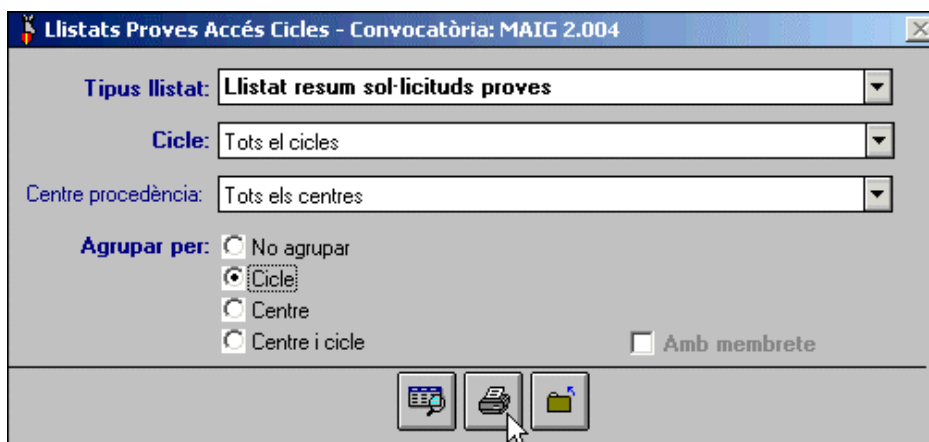 Llistats Proves Accés Cicles - Convocatòria: MAIG 2.004
Tipus llistat: Llistat resum sol·licituds proves
Cicle: Tots el cicles
Centre procedència: Tots els centres
Agrupar per: No agrupar
Cicle
Centre
Centre i cicle Amb membrete